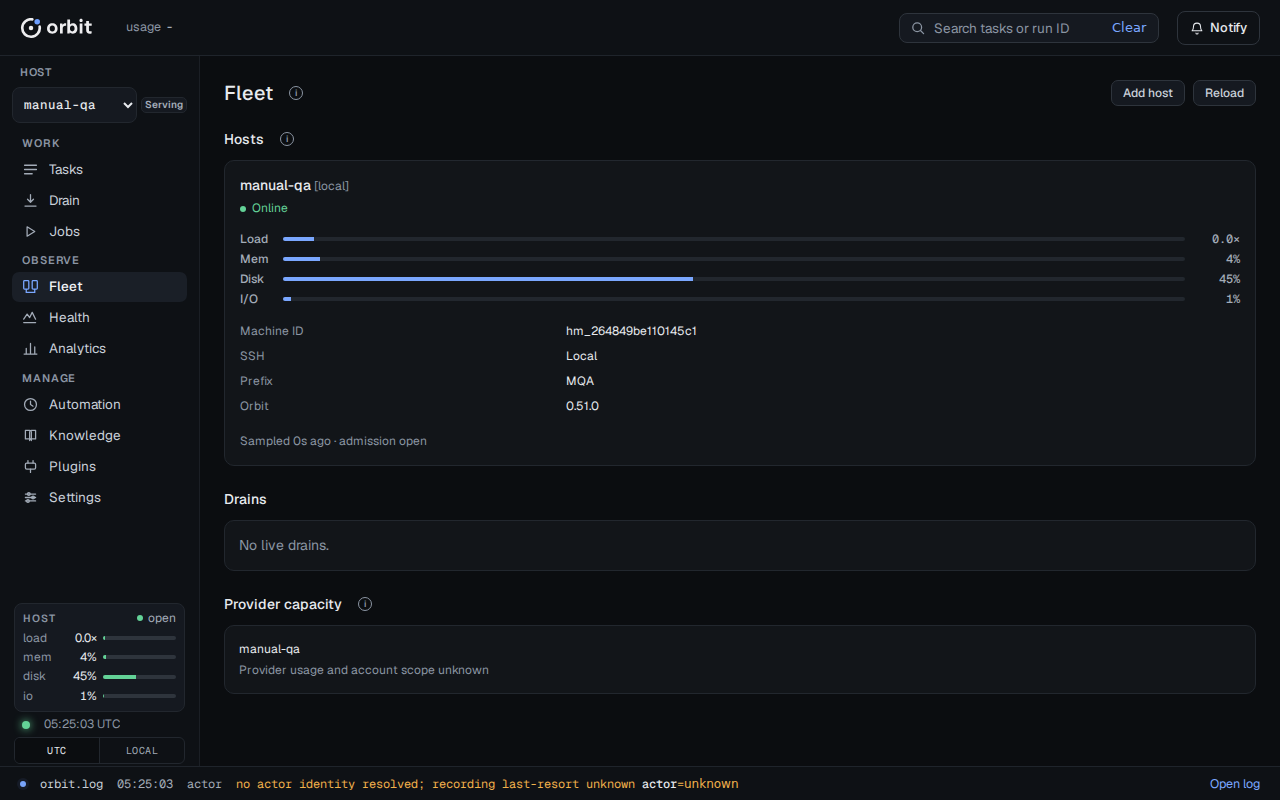 orbit
usage -
Search tasks or run ID
Clear
Notify
HOST
manual-qa
Serving
WORK
Tasks
Drain
Jobs
OBSERVE
Fleet
Health
Analytics
MANAGE
Automation
Knowledge
Plugins
Settings
HOST
open
load 0.0×
mem 4%
disk 45%
io 1%
05:25:03 UTC
UTC
LOCAL
Fleet
Add host
Reload
Hosts
manual-qa [local]
Online
Load 0.0×
Mem 4%
Disk 45%
I/O 1%
Machine ID hm_264849be110145c1
SSH Local
Prefix MQA
Orbit 0.51.0
Sampled 0s ago · admission open
Drains
No live drains.
Provider capacity
manual-qa
Provider usage and account scope unknown
orbit.log 05:25:03 actor no actor identity resolved; recording last-resort unknown actor=unknown
Open log